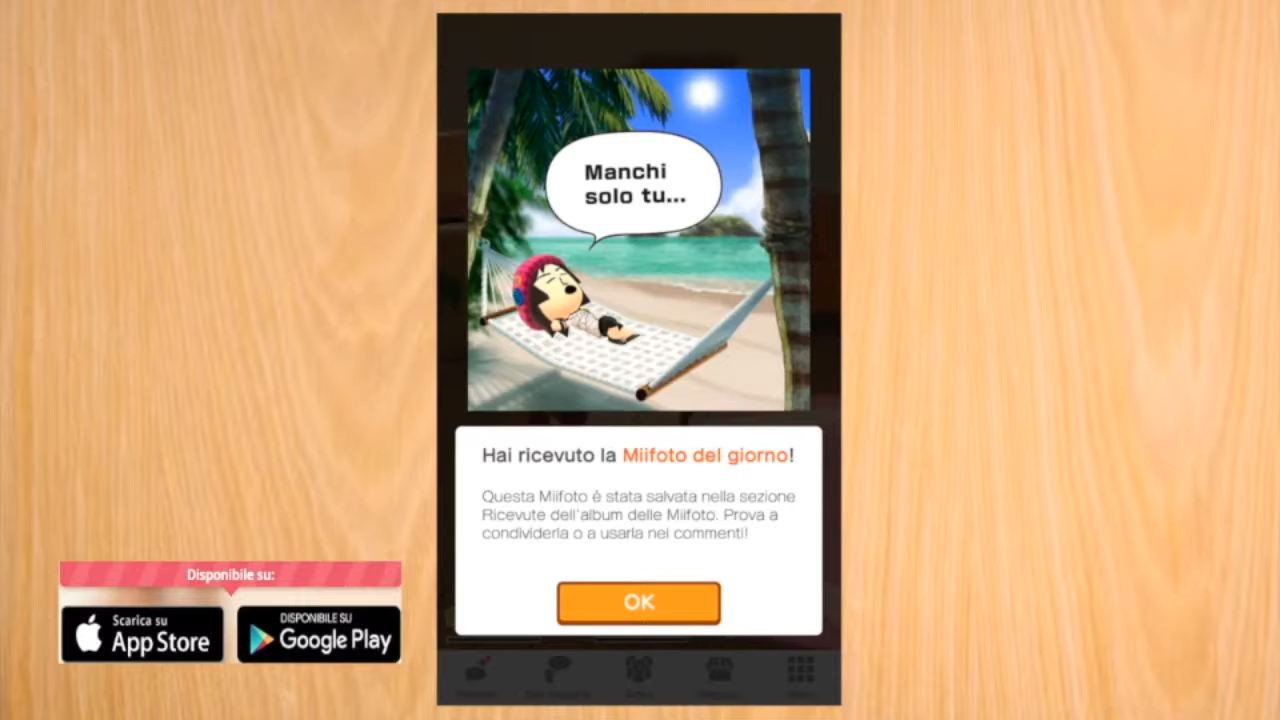 Manchi
solo tu...
Hai ricevuto la Miifoto del giorno!
Questa Miifoto è stata salvata nella sezione
Ricevute dell'album delle Miifoto. Prova a
condividerla o a usarla nei commenti!
OK
Disponibile su:
Scarica su
App Store
DISPONIBILE SU
Google Play